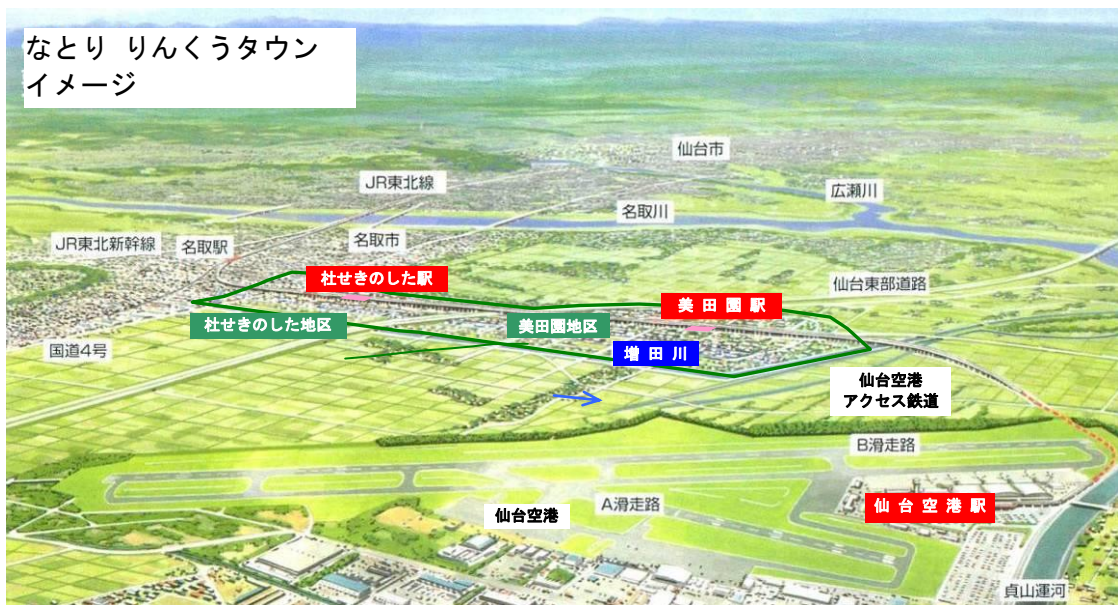 なとり りんくうタウン
イメージ
仙台市
JR東北線
広瀬川
名取川
JR東北新幹線
名取駅
名取市
杜せきのした駅
仙台東部道路
美田園駅
杜せきのした地区
美田園地区
国道4号
増田川
仙台空港
アクセス鉄道
B滑走路
A滑走路
仙台空港駅
仙台空港
貞山運河